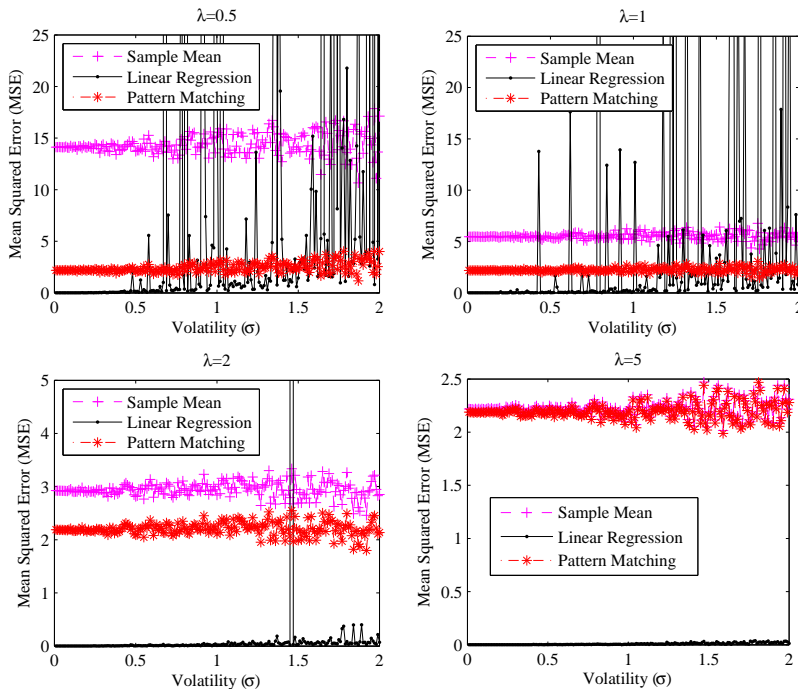 λ=0.5
25
20
15
10
5
0
Mean Squared Error (MSE)
Sample Mean
Linear Regression
Pattern Matching
0 0.5 1 1.5 2
Volatility (σ)
λ=1
25
20
15
10
5
0
Mean Squared Error (MSE)
Sample Mean
Linear Regression
Pattern Matching
0 0.5 1 1.5 2
Volatility (σ)
λ=2
5
4
3
2
1
0
Mean Squared Error (MSE)
Sample Mean
Linear Regression
Pattern Matching
0 0.5 1 1.5 2
Volatility (σ)
λ=5
2.5
2
1.5
1
0.5
0
Mean Squared Error (MSE)
Sample Mean
Linear Regression
Pattern Matching
0 0.5 1 1.5 2
Volatility (σ)